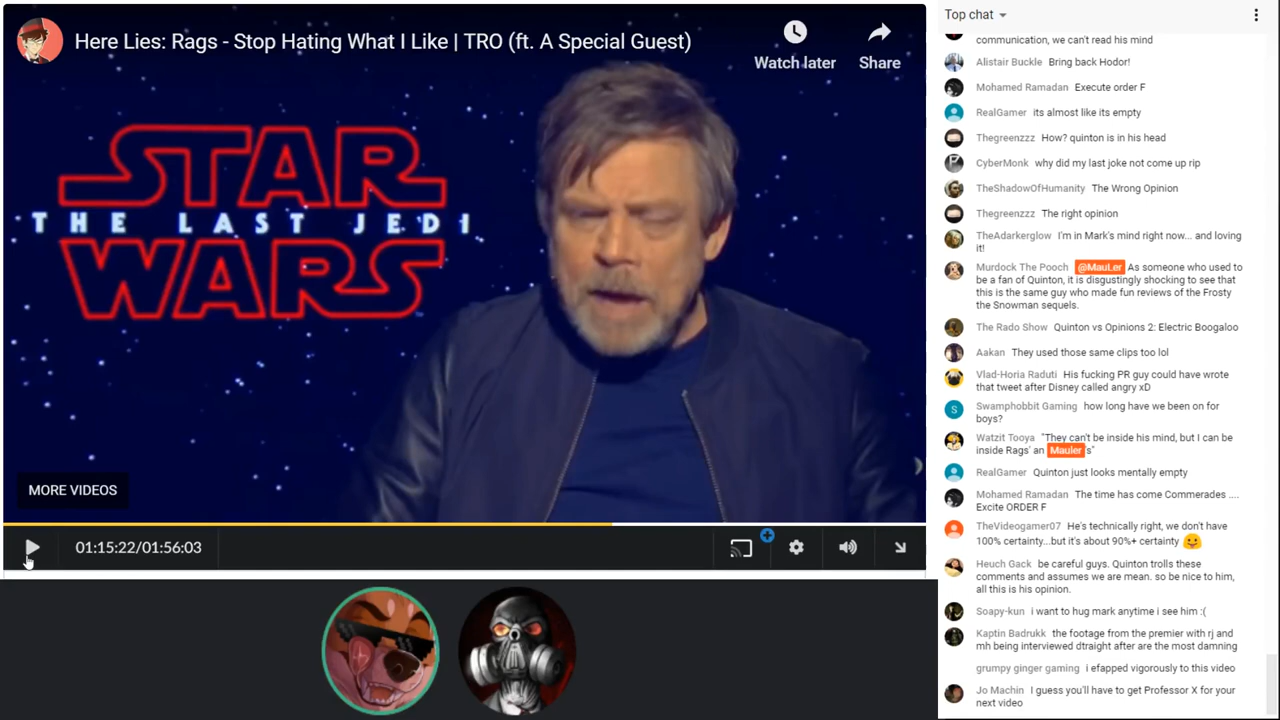 Here Lies: Rags - Stop Hating What I Like | TRO (ft. A Special Guest)
Watch later
Share
STAR
THE LAST JEDI
WARS
MORE VIDEOS
01:15:22/01:56:03
Top chat
communication, we can't read his mind
Alistair Buckle Bring back Hodor!
Mohamed Ramadan Execute order F
RealGamer its almost like its empty
Thegreenzzz How? quinton is in his head
CyberMonk why did my last joke not come up rip
TheShadowOfHumanity The Wrong Opinion
Thegreenzzz The right opinion
TheAdarkerglow I'm in Mark's mind right now... and loving
it!
Murdock The Pooch @MauLer As someone who used to
be a fan of Quinton, it is disgustingly shocking to see that
this is the same guy who made fun reviews of the Frosty
the Snowman sequels.
The Rado Show Quinton vs Opinions 2: Electric Boogaloo
Aakan They used those same clips too lol
Vlad-Horia Raduti His fucking PR guy could have wrote
that tweet after Disney called angry xD
S
Swamphobbit Gaming how long have we been on for
boys?
Watzit Tooya "They can't be inside his mind, but I can be
inside Rags' an Mauler s"
RealGamer Quinton just looks mentally empty
Mohamed Ramadan The time has come Commerades ....
Excite ORDER F
TheVideogamer07 He's technically right, we don't have
100% certainty...but it's about 90%+ certainty
Heuch Gack be careful guys. Quinton trolls these
comments and assumes we are mean. so be nice to him,
all this is his opinion.
Soapy-kun i want to hug mark anytime i see him :(
Kaptin Badrukk the footage from the premier with rj and
mh being interviewed dtraight after are the most damning
grumpy ginger gaming i efapped vigorously to this video
Jo Machin I guess you'll have to get Professor X for your
next video